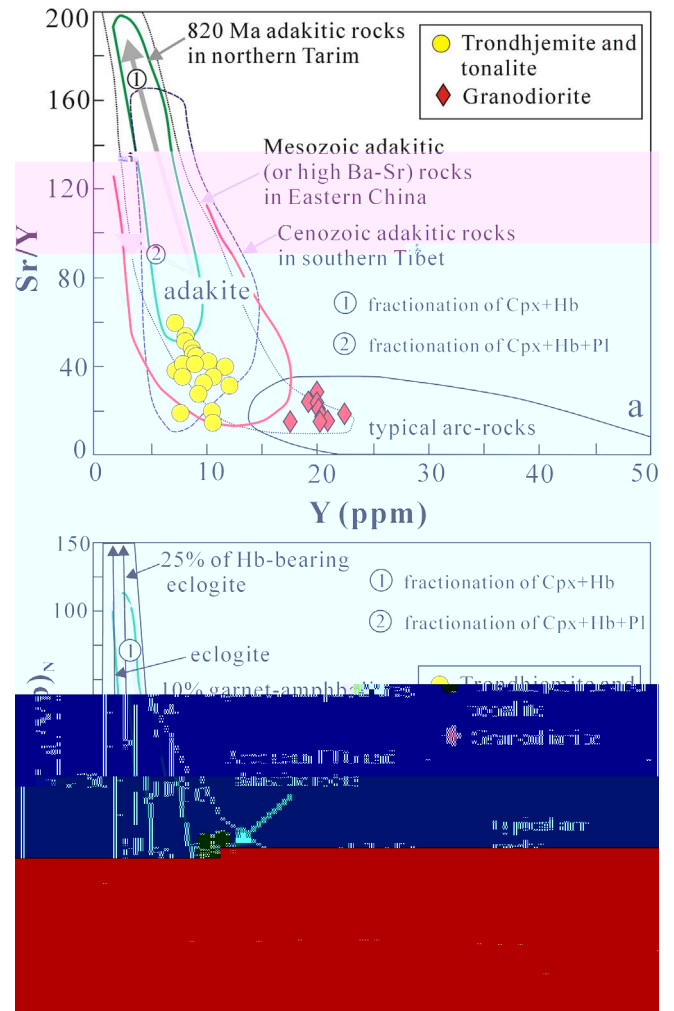 200
820 Ma adakitic rocks
in northern Tarim
Trondhjemite and
tonalite
Granodiorite
1
160
Mesozoic adakitic
(or high Ba-Sr) rocks
in Eastern China
120
Sr/Y
Cenozoic adakitic rocks
in southern Tibet
2
80
adakite
① fractionation of Cpx+Hb
② fractionation of Cpx+Hb+Pl
40
a
typical arc-rocks
0
0 10 20 30 40 50
Y (ppm)
150
25% of Hb-bearing
eclogite
① fractionation of Cpx+Hb
② fractionation of Cpx+Hb+Pl
100
1
eclogite
10% garnet-
Trondhjemite and
tonalite
Granodiorite
N
typical arc